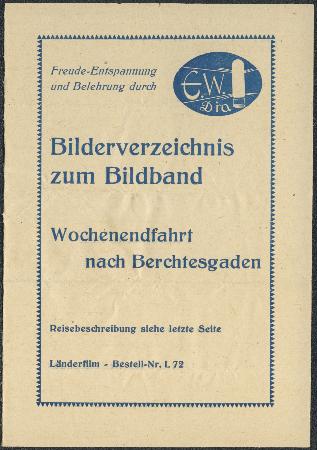 Freude-Entspannung
und Belehrung durch
E.W.
Dia
Bilderverzeichnis
zum Bildband
Wochenendfahrt
nach Berchtesgaden
Reisebeschreibung siehe letzte Seite
Länderfilm - Bestell-Nr. L 72